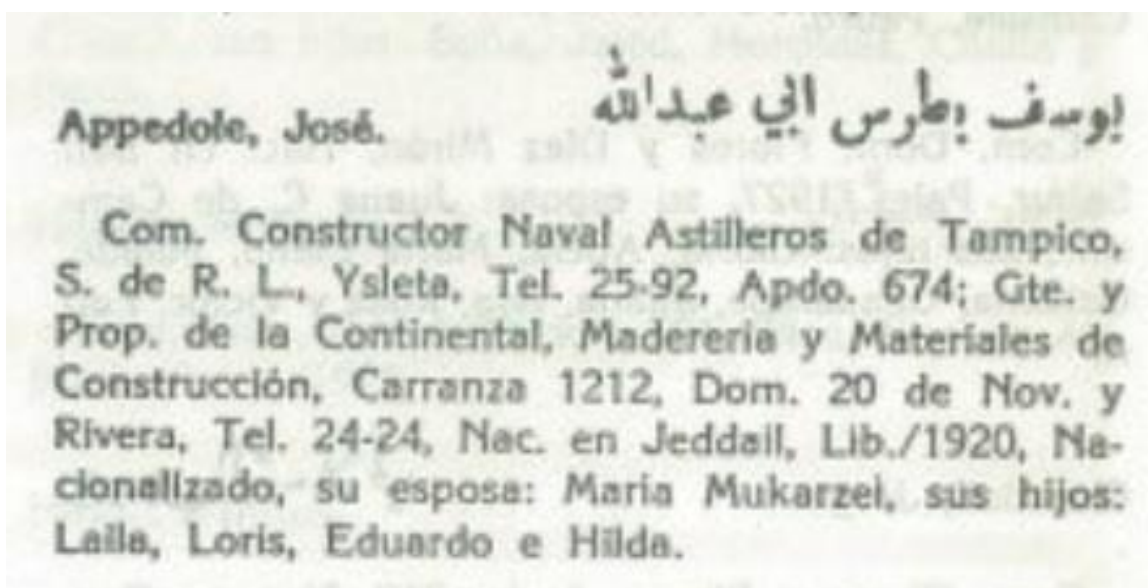 Appedole, José. يوسف بطرس ابي عبدالله
Com. Constructor Naval Astilleros de Tampico,
S. de R. L., Ysleta, Tel. 25-92, Apdo. 674; Gte. y
Prop. de la Continental, Maderería y Materiales de
Construcción, Carranza 1212, Dom. 20 de Nov. y
Rivera, Tel. 24-24, Nac. en Jeddail, Lib./1920, Na-
cionalizado, su esposa: María Mukarzel, sus hijos:
Laila, Loris, Eduardo e Hilda.